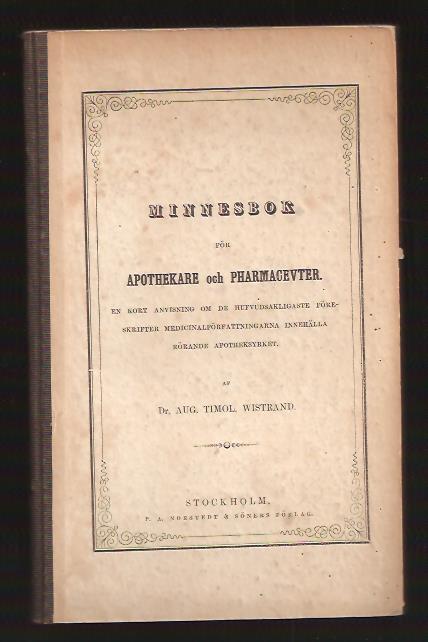 MINNESBOK
FÖR
APOTHEKARE och PHARMACEVTER.
EN KORT ANVISNING OM DE HUFVUDSAKLIGASTE FÖRE-
SKRIFTER MEDICINALFÖRFATTNINGARNA INNEHÅLLA
RÖRANDE APOTHEKSYRKET.
AF
Dr. AUG. TIMOL. WISTRAND.
STOCKHOLM,
P. A. NORSTEDT & SÖNERS FÖRLAG.